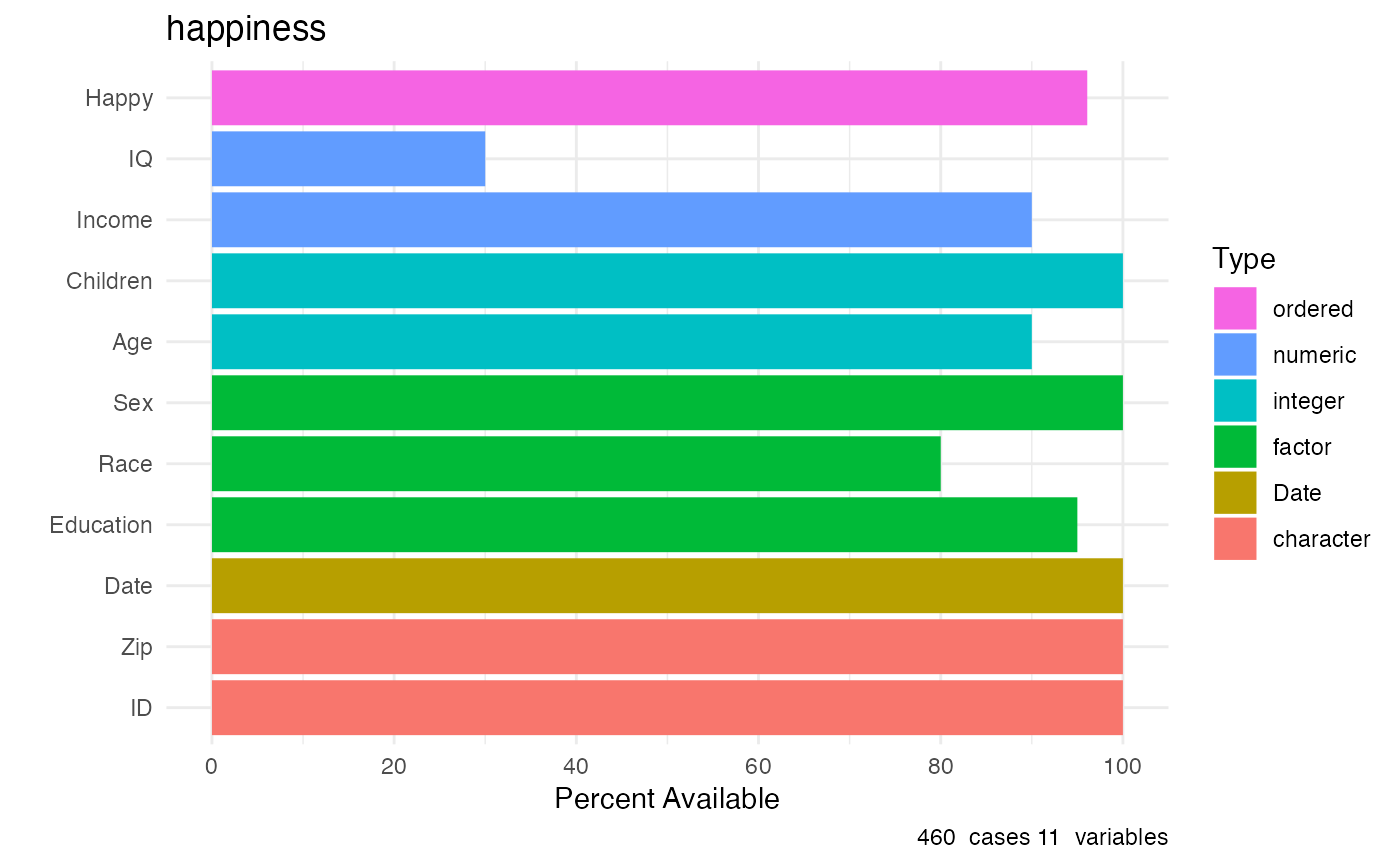 happiness
Happy
IQ
Income
Children
Age
Sex
Race
Education
Date
Zip
ID
0 20 40 60 80 100
Percent Available
460 cases 11 variables
Type
ordered
numeric
integer
factor
Date
character